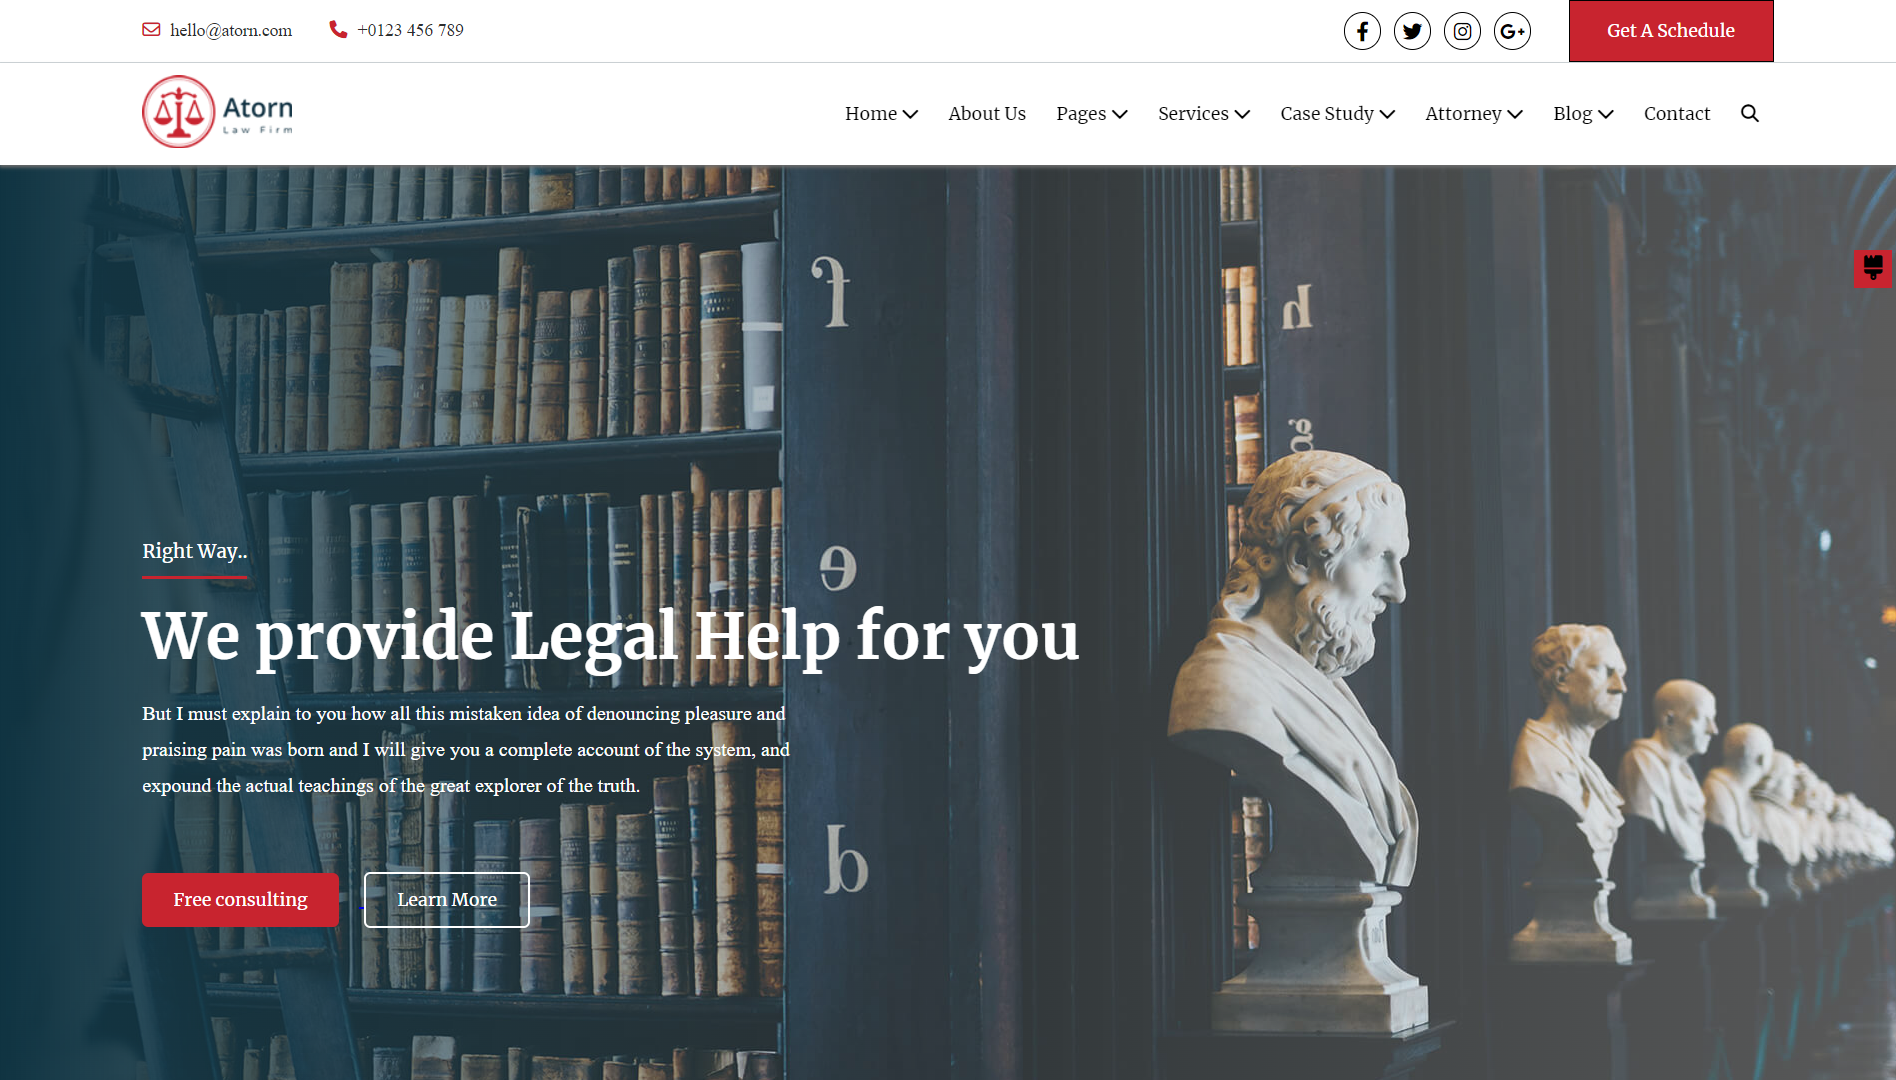 hello@atorn.com +0123 456 789
Get A Schedule
Atorn
Law Firm
Home About Us Pages Services Case Study Attorney Blog Contact
Right Way..
We provide Legal Help for you
But I must explain to you how all this mistaken idea of denouncing pleasure and
praising pain was born and I will give you a complete account of the system, and
expound the actual teachings of the great explorer of the truth.
Free consulting Learn More